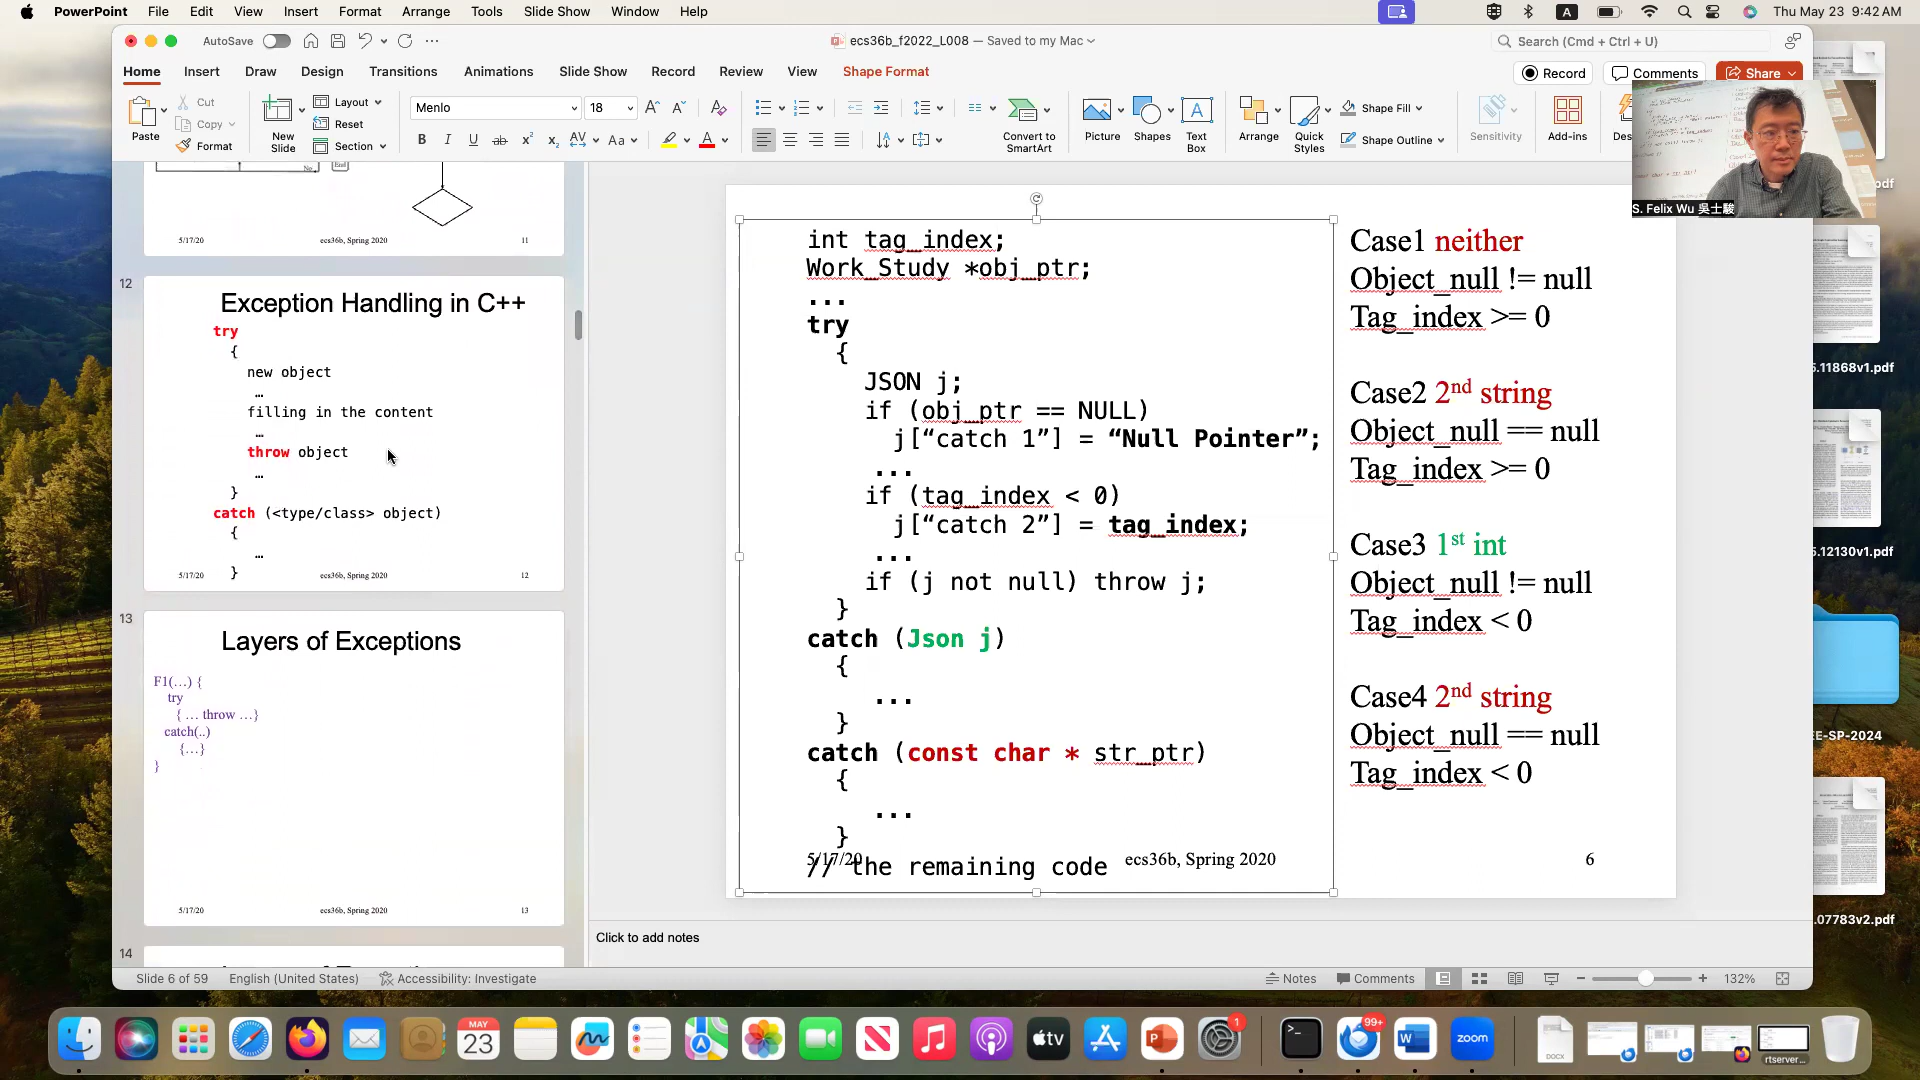 PowerPoint File Edit View Insert Format Arrange Tools Slide Show Window Help
A Thu May 23 9:42 AM
AutoSave
ecs36b_f2022_L008 — Saved to my Mac
Search (Cmd + Ctrl + U)
Home Insert Draw Design Transitions Animations Slide Show Record Review View Shape Format
Record Comments Share
Paste
Cut
Copy
Format
New Slide
Layout
Reset
Section
Menlo 18
Convert to SmartArt
Picture Shapes Text Box Arrange Quick Styles
Shape Fill
Shape Outline
Sensitivity Add-ins
S. Felix Wu 吳士駿
5/17/20 ecs36b, Spring 2020 11
12
Exception Handling in C++
try
{
new object
…
filling in the content
…
throw object
…
}
catch (<type/class> object)
{
…
}
5/17/20 ecs36b, Spring 2020 12
13
Layers of Exceptions
F1(…) {
try
{ … throw …}
catch(..)
{…}
}
5/17/20 ecs36b, Spring 2020 13
14
int tag_index;
Work_Study *obj_ptr;
...
try
{
JSON j;
if (obj_ptr == NULL)
j[“catch 1”] = “Null Pointer”;
...
if (tag_index < 0)
j[“catch 2”] = tag_index;
...
if (j not null) throw j;
}
catch (Json j)
{
...
}
catch (const char * str_ptr)
{
...
}
// the remaining code
5/17/20 ecs36b, Spring 2020 6
Case1 neither
Object_null != null
Tag_index >= 0
Case2 2nd string
Object_null == null
Tag_index >= 0
Case3 1st int
Object_null != null
Tag_index < 0
Case4 2nd string
Object_null == null
Tag_index < 0
Click to add notes
Slide 6 of 59 English (United States) Accessibility: Investigate
Notes Comments 132%
pdf
5.11868v1.pdf
5.12130v1.pdf
EE-SP-2024
.07783v2.pdf
MAY
23
tv
1
99+
zoom
DOCX
rtserver...